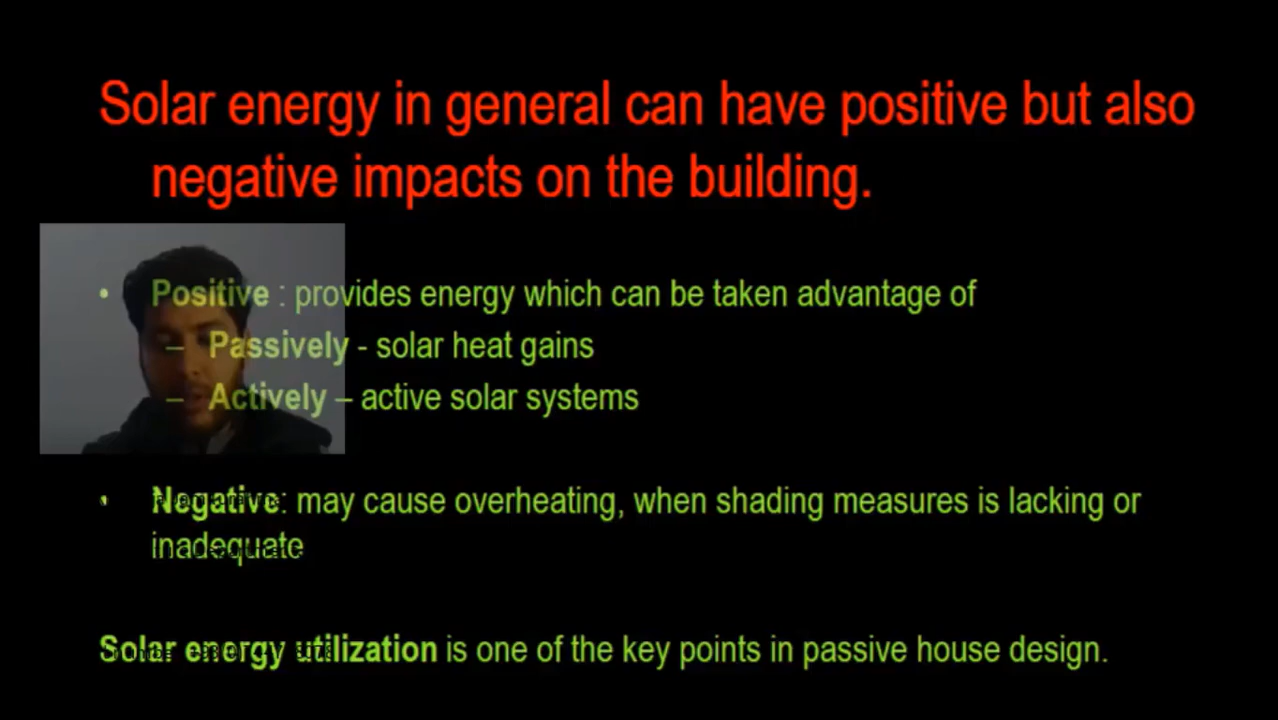 Solar energy in general can have positive but also
negative impacts on the building.
• Positive : provides energy which can be taken advantage of
– Passively - solar heat gains
– Actively – active solar systems
• Negative: may cause overheating, when shading measures is lacking or
inadequate
Solar energy utilization is one of the key points in passive house design.